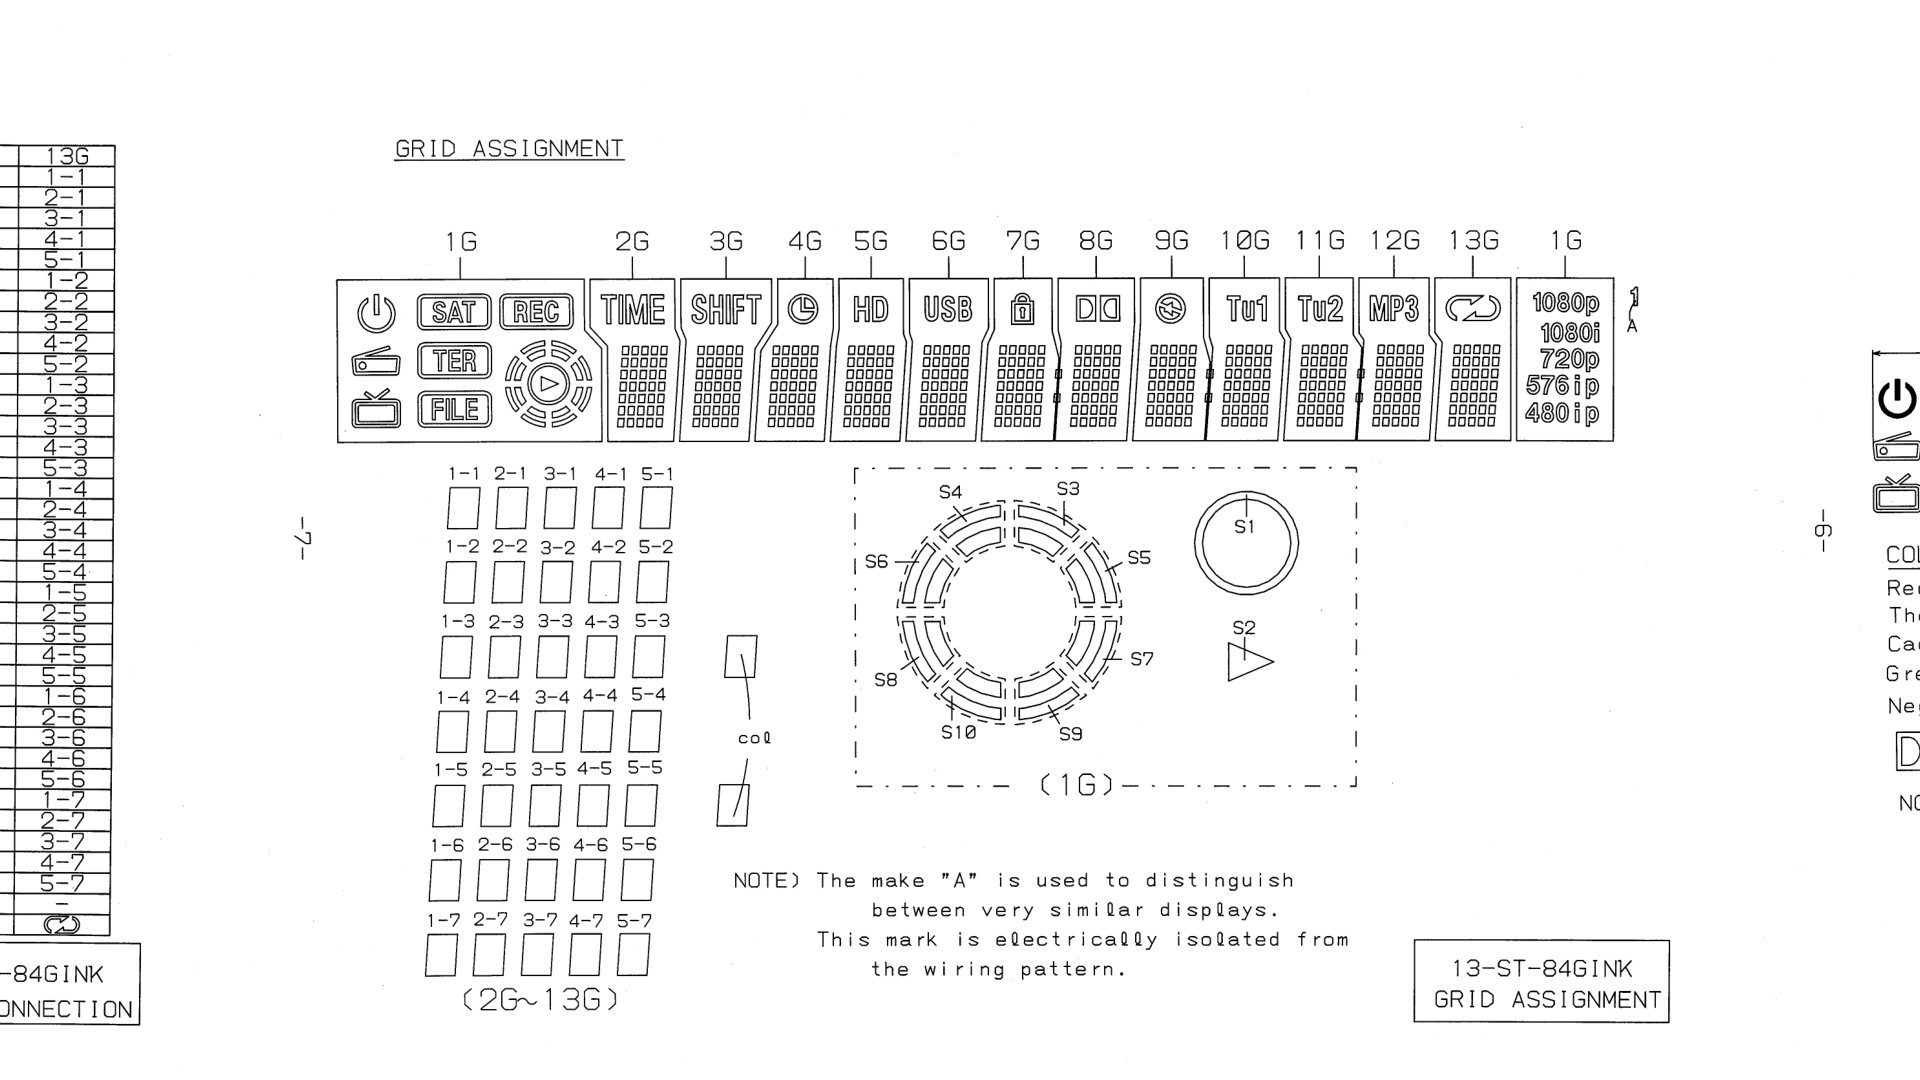 13G
1-1
2-1
3-1
4-1
5-1
1-2
2-2
3-2
4-2
5-2
1-3
2-3
3-3
4-3
5-3
1-4
2-4
3-4
4-4
5-4
1-5
2-5
3-5
4-5
5-5
1-6
2-6
3-6
4-6
5-6
1-7
2-7
3-7
4-7
5-7
-
-84GINK
ONNECTION
-7-
GRID ASSIGNMENT
1G 2G 3G 4G 5G 6G 7G 8G 9G 10G 11G 12G 13G 1G
SAT REC TIME SHIFT HD USB Tu1 Tu2 MP3 1080p
1080i
TER 720p
576ip
FILE 480ip
1
A
1-1 2-1 3-1 4-1 5-1
1-2 2-2 3-2 4-2 5-2
1-3 2-3 3-3 4-3 5-3
1-4 2-4 3-4 4-4 5-4
1-5 2-5 3-5 4-5 5-5
1-6 2-6 3-6 4-6 5-6
1-7 2-7 3-7 4-7 5-7
(2G~13G)
col
S4 S3
S6 S5
S8 S7
S10 S9
S1
S2
(1G)
NOTE) The make "A" is used to distinguish
between very similar displays.
This mark is electrically isolated from
the wiring pattern.
13-ST-84GINK
GRID ASSIGNMENT
-6-
COL
Re
Th
Ca
Gre
Ne
NO